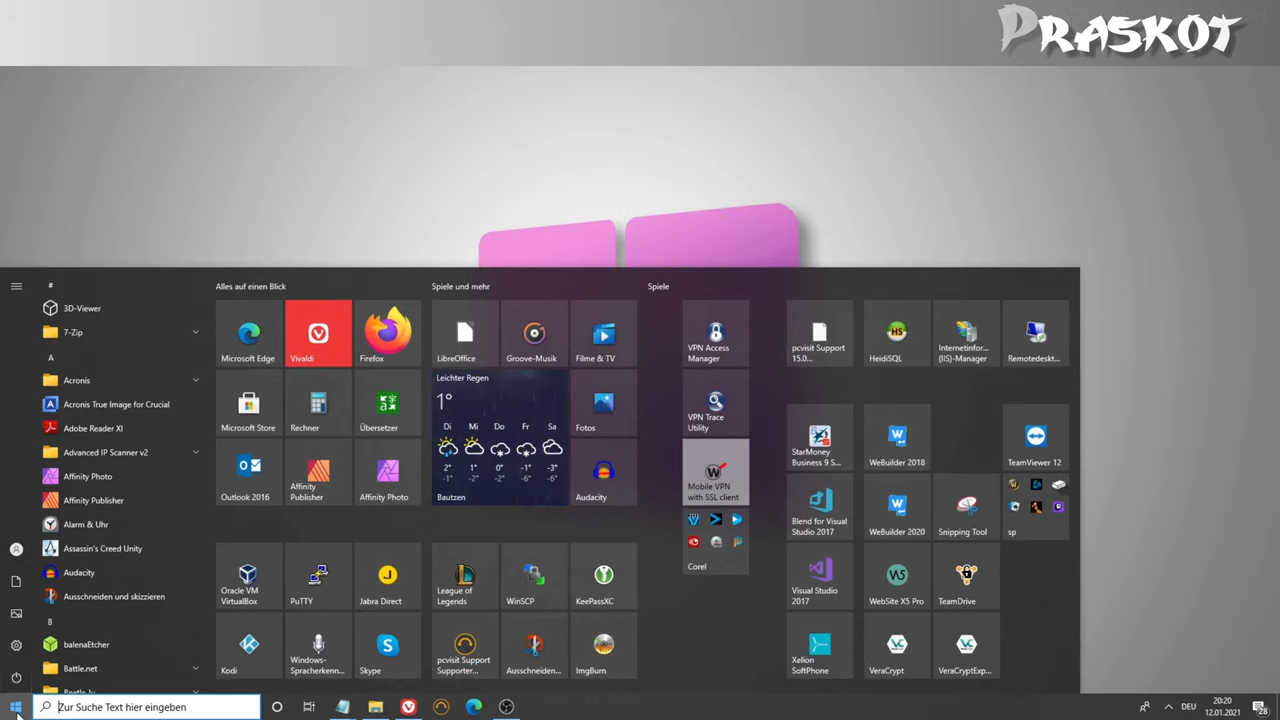 PRASKOT
#
3D-Viewer
7-Zip
A
Acronis
Acronis True Image for Crucial
Adobe Reader XI
Advanced IP Scanner v2
Affinity Photo
Affinity Publisher
Alarm & Uhr
Assassin's Creed Unity
Audacity
Ausschneiden und skizzieren
B
balenaEtcher
Battle.net
Alles auf einen Blick
Microsoft Edge
Vivaldi
Firefox
Microsoft Store
Rechner
Übersetzer
Outlook 2016
Affinity
Publisher
Affinity Photo
Oracle VM
VirtualBox
PuTTY
Jabra Direct
Kodi
Windows-
Spracherkenn...
Skype
Spiele und mehr
LibreOffice
Groove-Musik
Filme & TV
Leichter Regen
1°
Di Mi Do Fr Sa
2° 1° 0° -1° -3°
-1° -2° -2° -6° -6°
Bautzen
Fotos
Audacity
League of
Legends
WinSCP
KeePassXC
pcvisit Support
Supporter...
Ausschneiden...
ImgBurn
Spiele
VPN Access
Manager
VPN Trace
Utility
Mobile VPN
with SSL client
Corel
pcvisit Support
15.0...
HeidiSQL
Internetinfor...
(IIS)-Manager
Remotedeskt...
StarMoney
Business 9 S...
WeBuilder 2018
TeamViewer 12
Blend for Visual
Studio 2017
WeBuilder 2020
Snipping Tool
sp
Visual Studio
2017
WebSite X5 Pro
TeamDrive
Xelion
SoftPhone
VeraCrypt
VeraCryptExp...
Zur Suche Text hier eingeben
DEU
20:20
12.01.2021
28